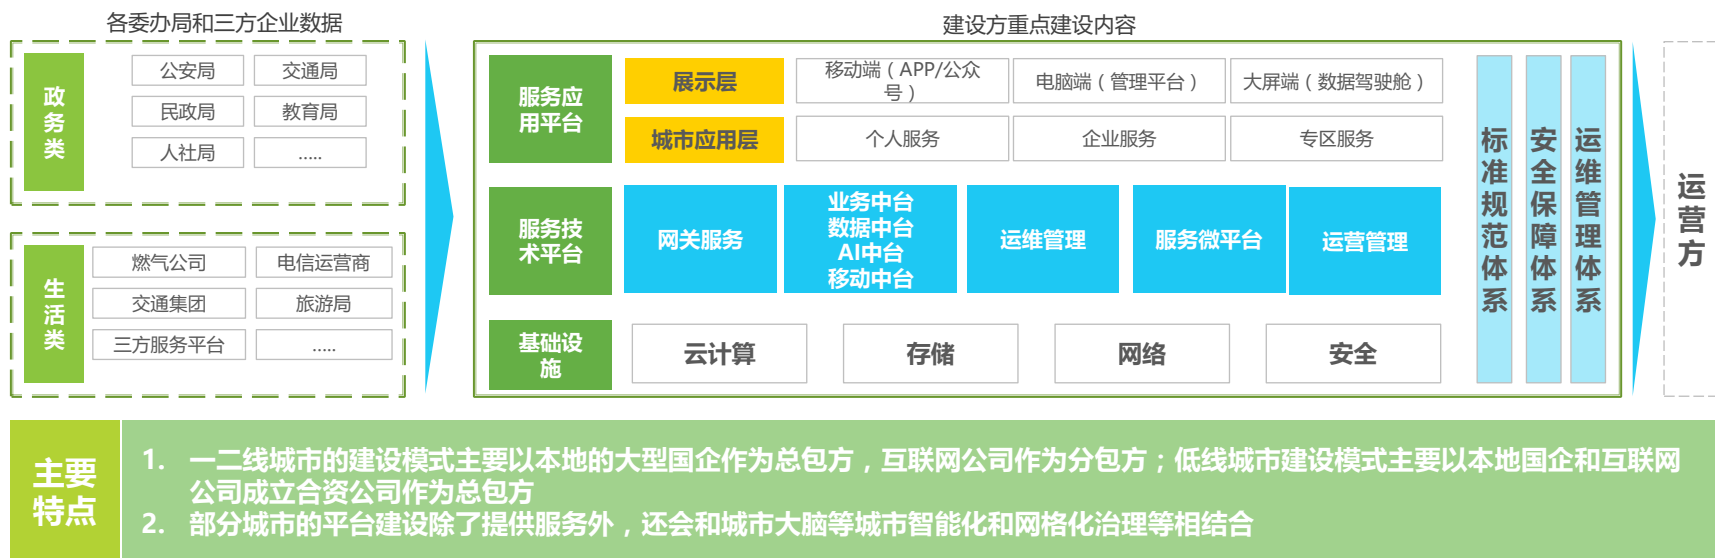 各委办局和三方企业数据
建设方重点建设内容
政
务
类
公安局
交通局
民政局
教育局
人社局
.....
生
活
类
燃气公司
电信运营商
交通集团
旅游局
三方服务平台
.....
服务应
用平台
展示层
移动端（APP/公众
号）
电脑端（管理平台）
大屏端（数据驾驶舱）
城市应用层
个人服务
企业服务
专区服务
服务技
术平台
网关服务
业务中台
数据中台
AI中台
移动中台
运维管理
服务微平台
运营管理
基础设
施
云计算
存储
网络
安全
标
准
规
范
体
系
安
全
保
障
体
系
运
维
管
理
体
系
运
营
方
主要
特点
1. 一二线城市的建设模式主要以本地的大型国企作为总包方，互联网公司作为分包方；低线城市建设模式主要以本地国企和互联网
公司成立合资公司作为总包方
2. 部分城市的平台建设除了提供服务外，还会和城市大脑等城市智能化和网格化治理等相结合